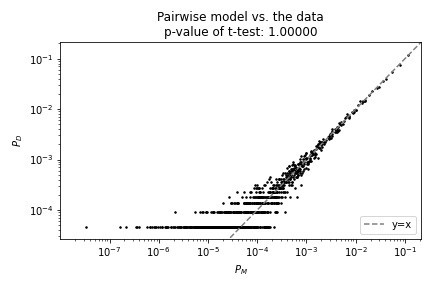 Pairwise model vs. the data
p-value of t-test: 1.00000
P_D
10^{-1}
10^{-2}
10^{-3}
10^{-4}
y=x
10^{-7} 10^{-6} 10^{-5} 10^{-4} 10^{-3} 10^{-2} 10^{-1}
P_M